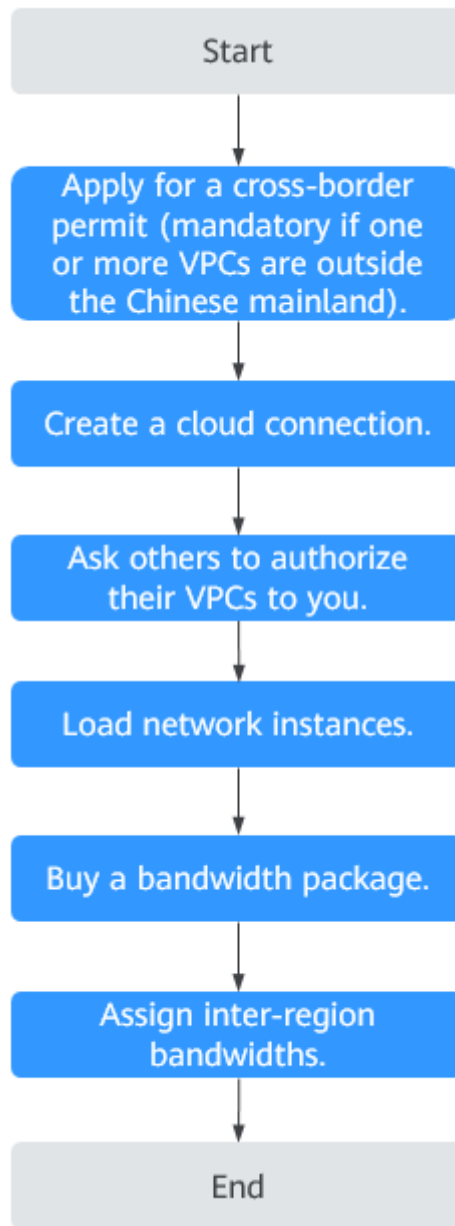 Start
Apply for a cross-border
permit (mandatory if one
or more VPCs are outside
the Chinese mainland).
Create a cloud connection.
Ask others to authorize
their VPCs to you.
Load network instances.
Buy a bandwidth package.
Assign inter-region
bandwidths.
End